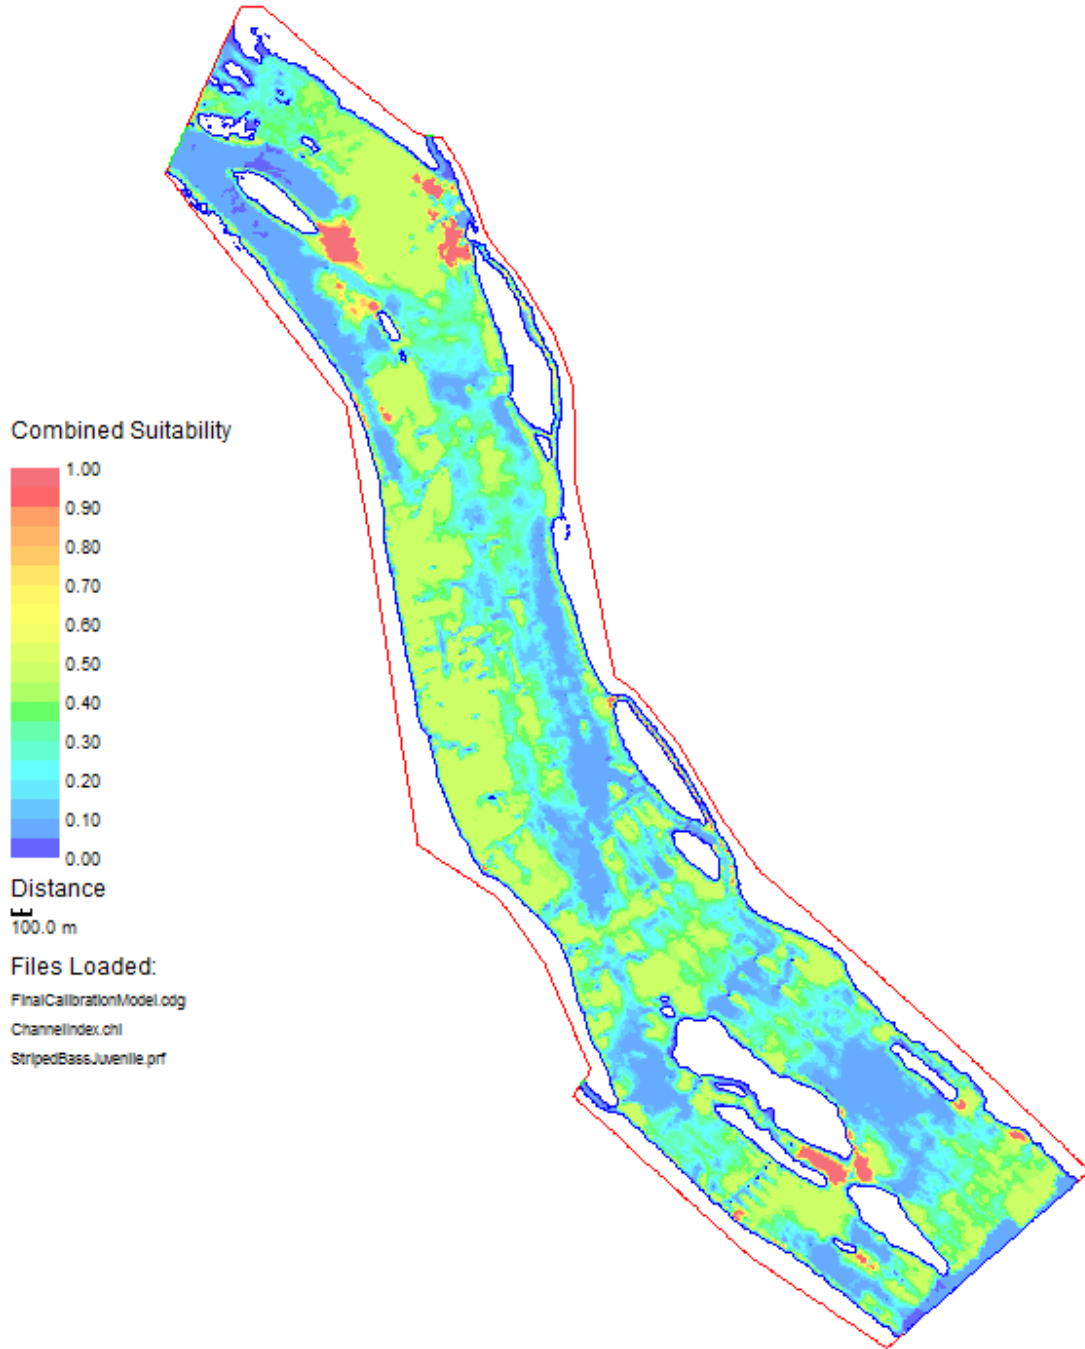 Combined Suitability
1.00
0.90
0.80
0.70
0.60
0.50
0.40
0.30
0.20
0.10
0.00
Distance
100.0 m
Files Loaded:
FinalCalibrationModel.cdg
ChannelIndex.chi
StripedBassJuvenile.prf